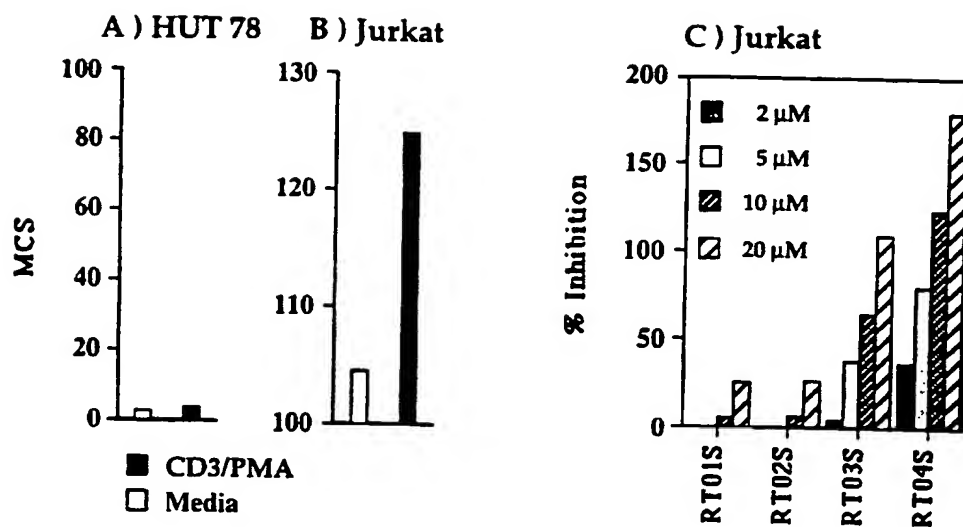 A ) HUT 78
B ) Jurkat
C ) Jurkat
MCS
100
80
60
40
20
0
130
120
110
100
CD3/PMA
Media
% Inhibition
200
150
100
50
0
2 µM
5 µM
10 µM
20 µM
RT01S
RT02S
RT03S
RT04S